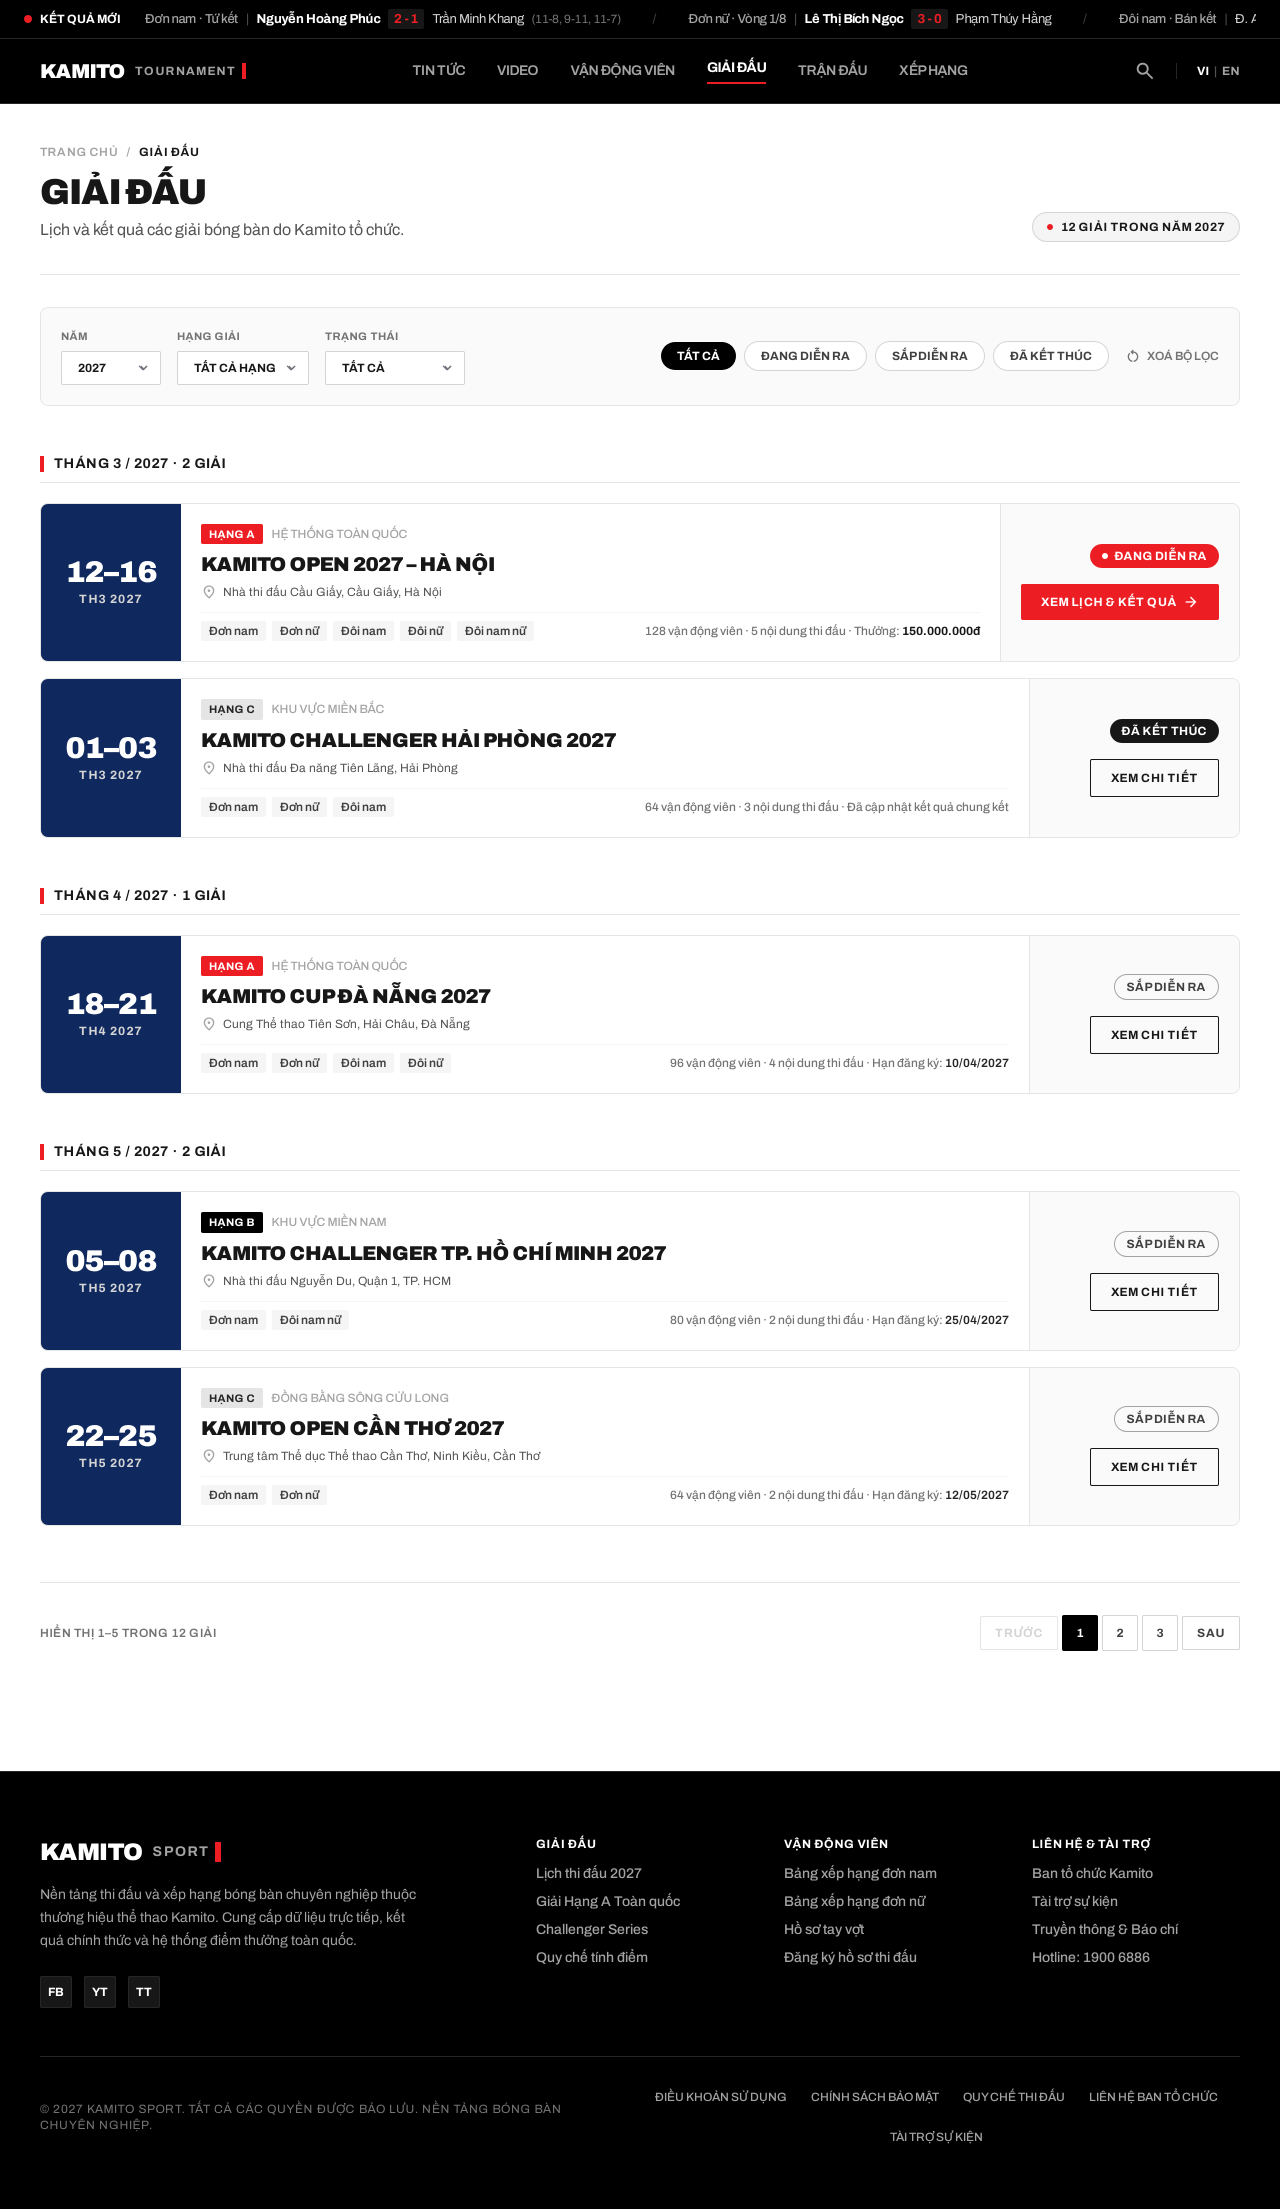 KẾT QUẢ MỚI Đơn nam · Tứ kết | Nguyễn Hoàng Phúc 2 - 1 Trần Minh Khang (11-8, 9-11, 11-7) / Đơn nữ · Vòng 1/8 | Lê Thị Bích Ngọc 3 - 0 Phạm Thúy Hằng / Đôi nam · Bán kết | Đ.
KAMITO TOURNAMENT TIN TỨC VIDEO VẬN ĐỘNG VIÊN GIẢI ĐẤU TRẬN ĐẤU XẾP HẠNG VI | EN
TRANG CHỦ / GIẢI ĐẤU
GIẢI ĐẤU
Lịch và kết quả các giải bóng bàn do Kamito tổ chức.
12 GIẢI TRONG NĂM 2027
NĂM HẠNG GIẢI TRẠNG THÁI
2027 TẤT CẢ HẠNG TẤT CẢ TẤT CẢ ĐANG DIỄN RA SẮP DIỄN RA ĐÃ KẾT THÚC XOÁ BỘ LỌC
THÁNG 3 / 2027 · 2 GIẢI
12–16
TH3 2027
HẠNG A HỆ THỐNG TOÀN QUỐC
KAMITO OPEN 2027 – HÀ NỘI
Nhà thi đấu Cầu Giấy, Cầu Giấy, Hà Nội
Đơn nam Đơn nữ Đôi nam Đôi nữ Đôi nam nữ 128 vận động viên · 5 nội dung thi đấu · Thưởng: 150.000.000đ
ĐANG DIỄN RA
XEM LỊCH & KẾT QUẢ
01–03
TH3 2027
HẠNG C KHU VỰC MIỀN BẮC
KAMITO CHALLENGER HẢI PHÒNG 2027
Nhà thi đấu Đa năng Tiên Lãng, Hải Phòng
Đơn nam Đơn nữ Đôi nam 64 vận động viên · 3 nội dung thi đấu · Đã cập nhật kết quả chung kết
ĐÃ KẾT THÚC
XEM CHI TIẾT
THÁNG 4 / 2027 · 1 GIẢI
18–21
TH4 2027
HẠNG A HỆ THỐNG TOÀN QUỐC
KAMITO CUP ĐÀ NẴNG 2027
Cung Thể thao Tiên Sơn, Hải Châu, Đà Nẵng
Đơn nam Đơn nữ Đôi nam Đôi nữ 96 vận động viên · 4 nội dung thi đấu · Hạn đăng ký: 10/04/2027
SẮP DIỄN RA
XEM CHI TIẾT
THÁNG 5 / 2027 · 2 GIẢI
05–08
TH5 2027
HẠNG B KHU VỰC MIỀN NAM
KAMITO CHALLENGER TP. HỒ CHÍ MINH 2027
Nhà thi đấu Nguyễn Du, Quận 1, TP. HCM
Đơn nam Đôi nam nữ 80 vận động viên · 2 nội dung thi đấu · Hạn đăng ký: 25/04/2027
SẮP DIỄN RA
XEM CHI TIẾT
22–25
TH5 2027
HẠNG C ĐỒNG BẰNG SÔNG CỬU LONG
KAMITO OPEN CẦN THƠ 2027
Trung tâm Thể dục Thể thao Cần Thơ, Ninh Kiều, Cần Thơ
Đơn nam Đơn nữ 64 vận động viên · 2 nội dung thi đấu · Hạn đăng ký: 12/05/2027
SẮP DIỄN RA
XEM CHI TIẾT
HIỂN THỊ 1–5 TRONG 12 GIẢI TRƯỚC 1 2 3 SAU
KAMITO SPORT
Nền tảng thi đấu và xếp hạng bóng bàn chuyên nghiệp thuộc
thương hiệu thể thao Kamito. Cung cấp dữ liệu trực tiếp, kết
quả chính thức và hệ thống điểm thưởng toàn quốc.
FB YT TT
GIẢI ĐẤU
Lịch thi đấu 2027
Giải Hạng A Toàn quốc
Challenger Series
Quy chế tính điểm
VẬN ĐỘNG VIÊN
Bảng xếp hạng đơn nam
Bảng xếp hạng đơn nữ
Hồ sơ tay vợt
Đăng ký hồ sơ thi đấu
LIÊN HỆ & TÀI TRỢ
Ban tổ chức Kamito
Tài trợ sự kiện
Truyền thông & Báo chí
Hotline: 1900 6886
© 2027 KAMITO SPORT. TẤT CẢ CÁC QUYỀN ĐƯỢC BẢO LƯU. NỀN TẢNG BÓNG BÀN
CHUYÊN NGHIỆP.
ĐIỀU KHOẢN SỬ DỤNG CHÍNH SÁCH BẢO MẬT QUY CHẾ THI ĐẤU LIÊN HỆ BAN TỔ CHỨC
TÀI TRỢ SỰ KIỆN